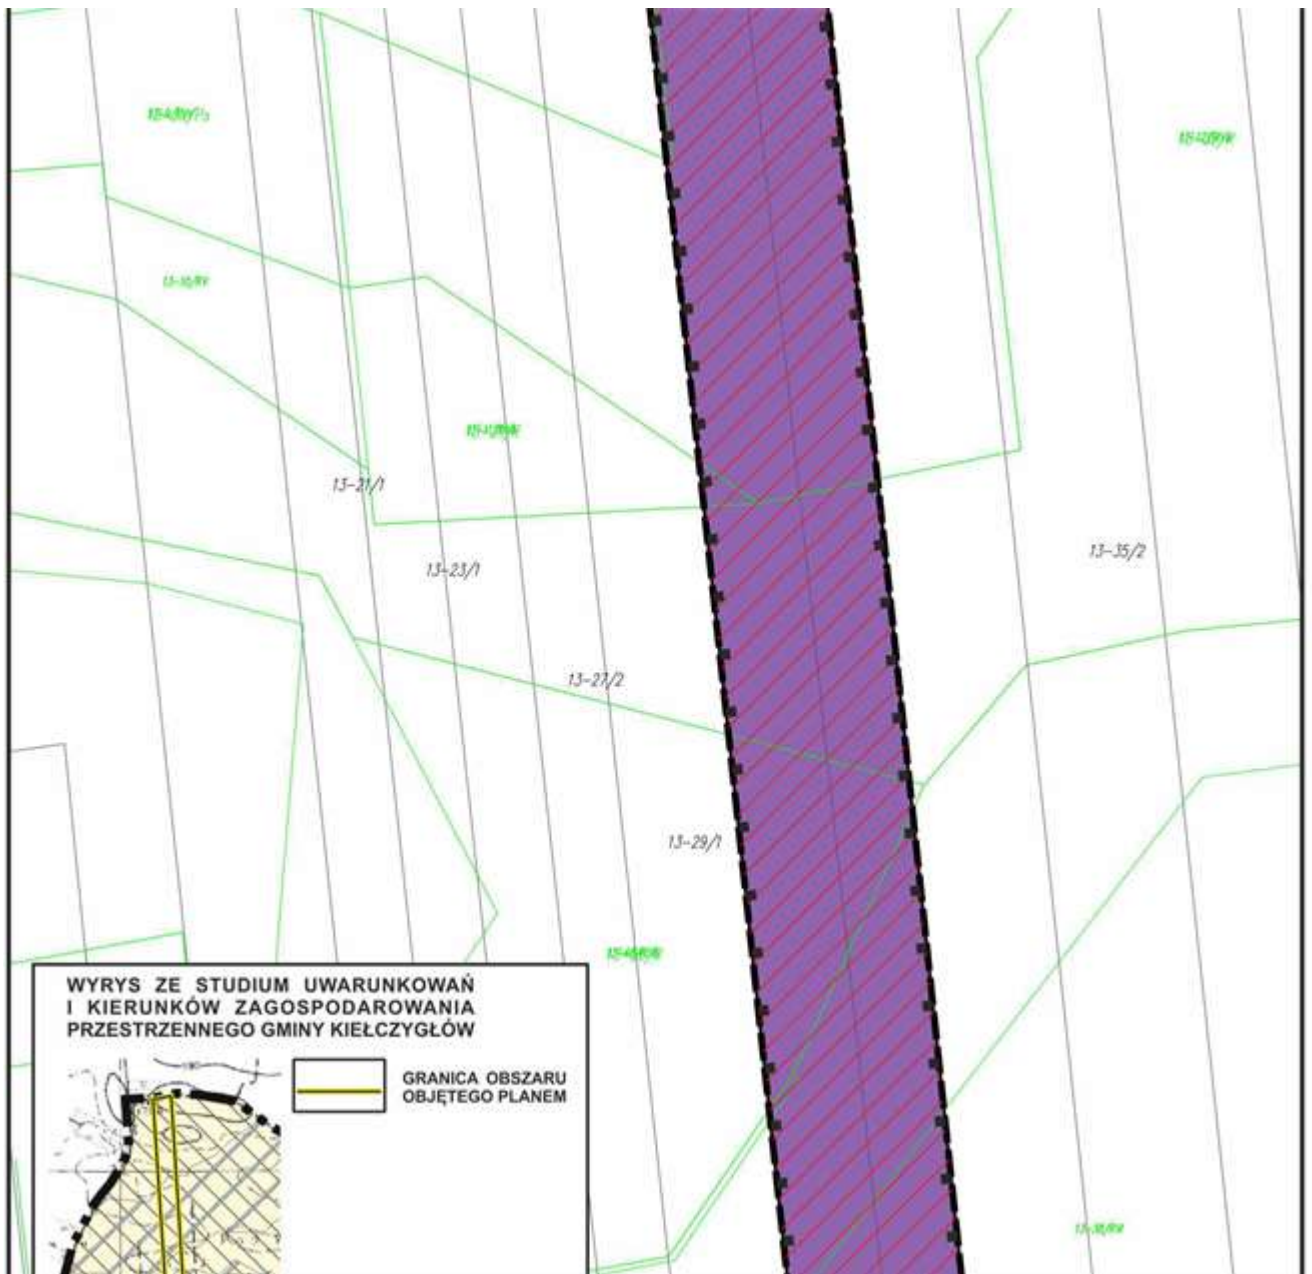 13-21/1
13-23/1
13-35/2
13-27/2
13-29/1
WYRYS ZE STUDIUM UWARUNKOWAŃ
I KIERUNKÓW ZAGOSPODAROWANIA
PRZESTRZENNEGO GMINY KIEŁCZYGŁÓW
GRANICA OBSZARU
OBJĘTEGO PLANEM